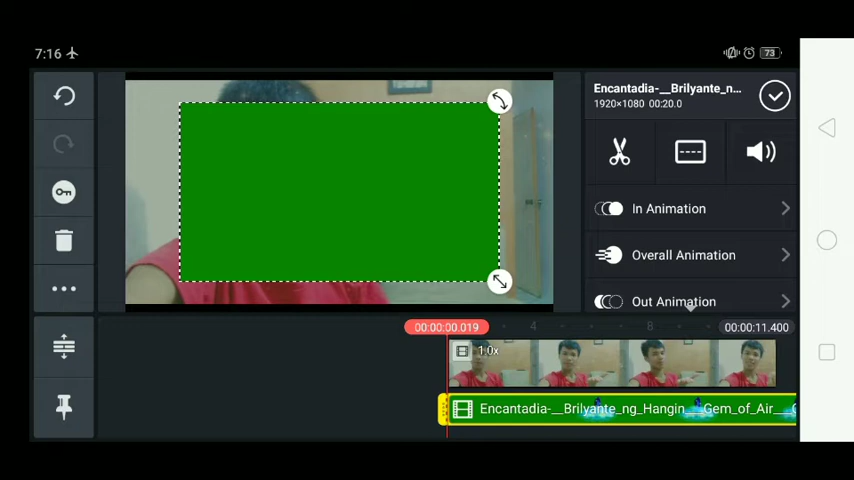 7:16
73
Encantadia-__Brilyante_n...
1920×1080 00:20.0
In Animation
Overall Animation
Out Animation
00:00:00.019
4
8
00:00:11.400
1.0x
Encantadia-__Brilyante_ng_Hangin__Gem_of_Air__